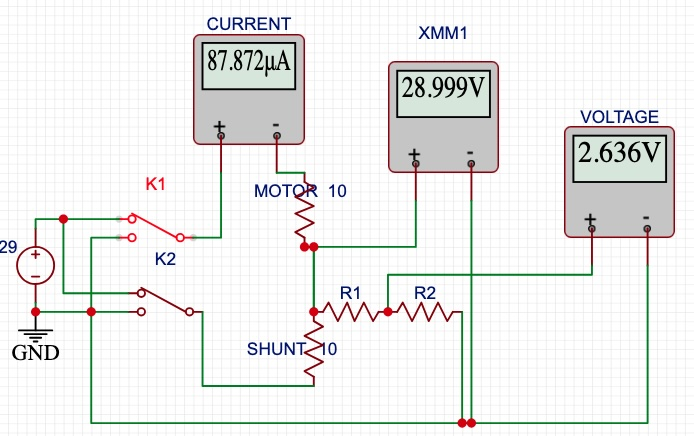 CURRENT
XMM1
87.872µA
28.999V
VOLTAGE
+ -
2.636V
+ -
K1
MOTOR 10
+ -
29
+
-
K2
R1 R2
GND
SHUNT 10